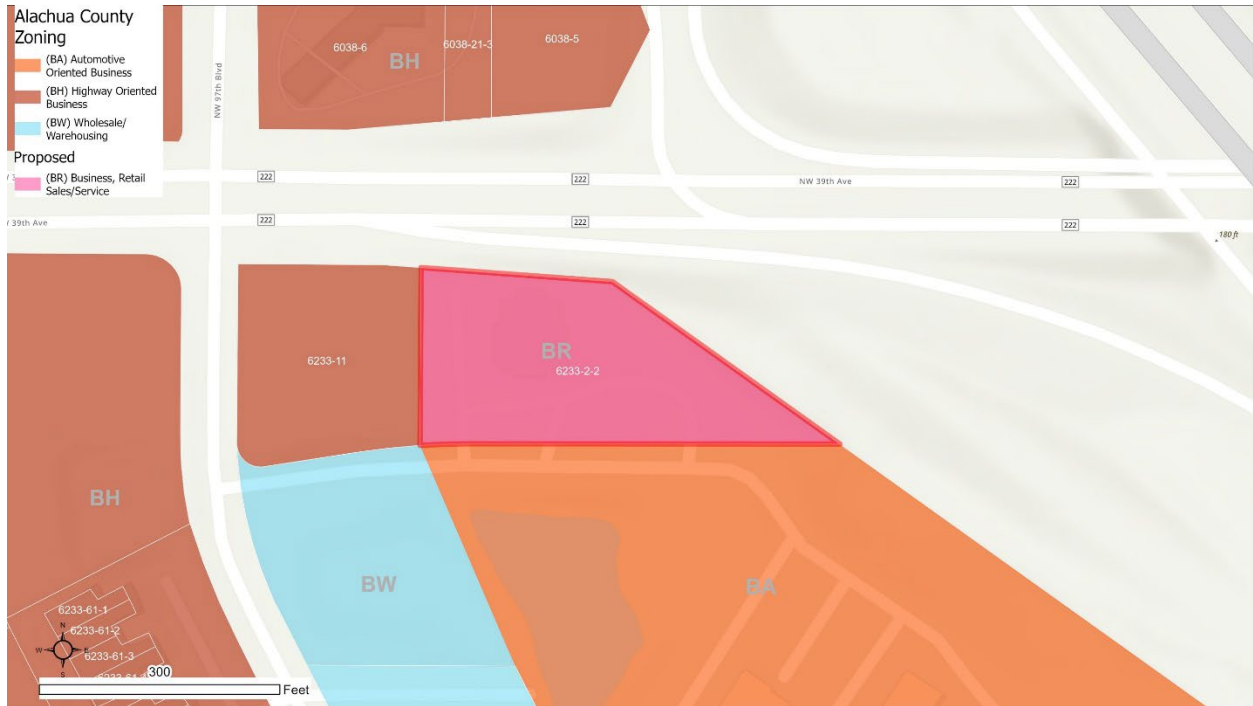 Alachua County
Zoning
(BA) Automotive
Oriented Business
(BH) Highway Oriented
Business
(BW) Wholesale/
Warehousing
Proposed
(BR) Business, Retail
Sales/Service
6038-6
6038-21-3
6038-5
BH
NW 97th Blvd
222
222
NW 39th Ave
222
39th Ave
222
222
222
180 ft
6233-11
BR
6233-2-2
BH
BW
BA
6233-61-1
6233-61-2
6233-61-3
N
W
E
S
300
Feet